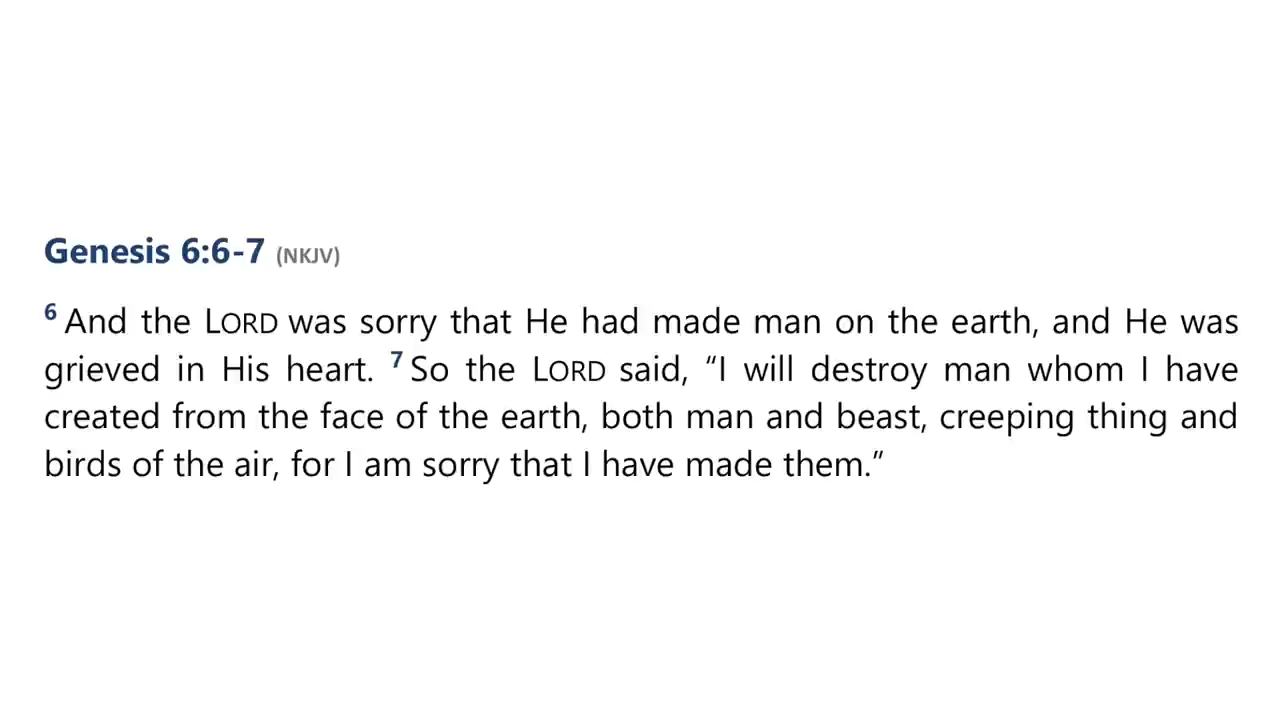 Genesis 6:6-7 (NKJV)
6 And the LORD was sorry that He had made man on the earth, and He was
grieved in His heart. 7 So the LORD said, “I will destroy man whom I have
created from the face of the earth, both man and beast, creeping thing and
birds of the air, for I am sorry that I have made them.”